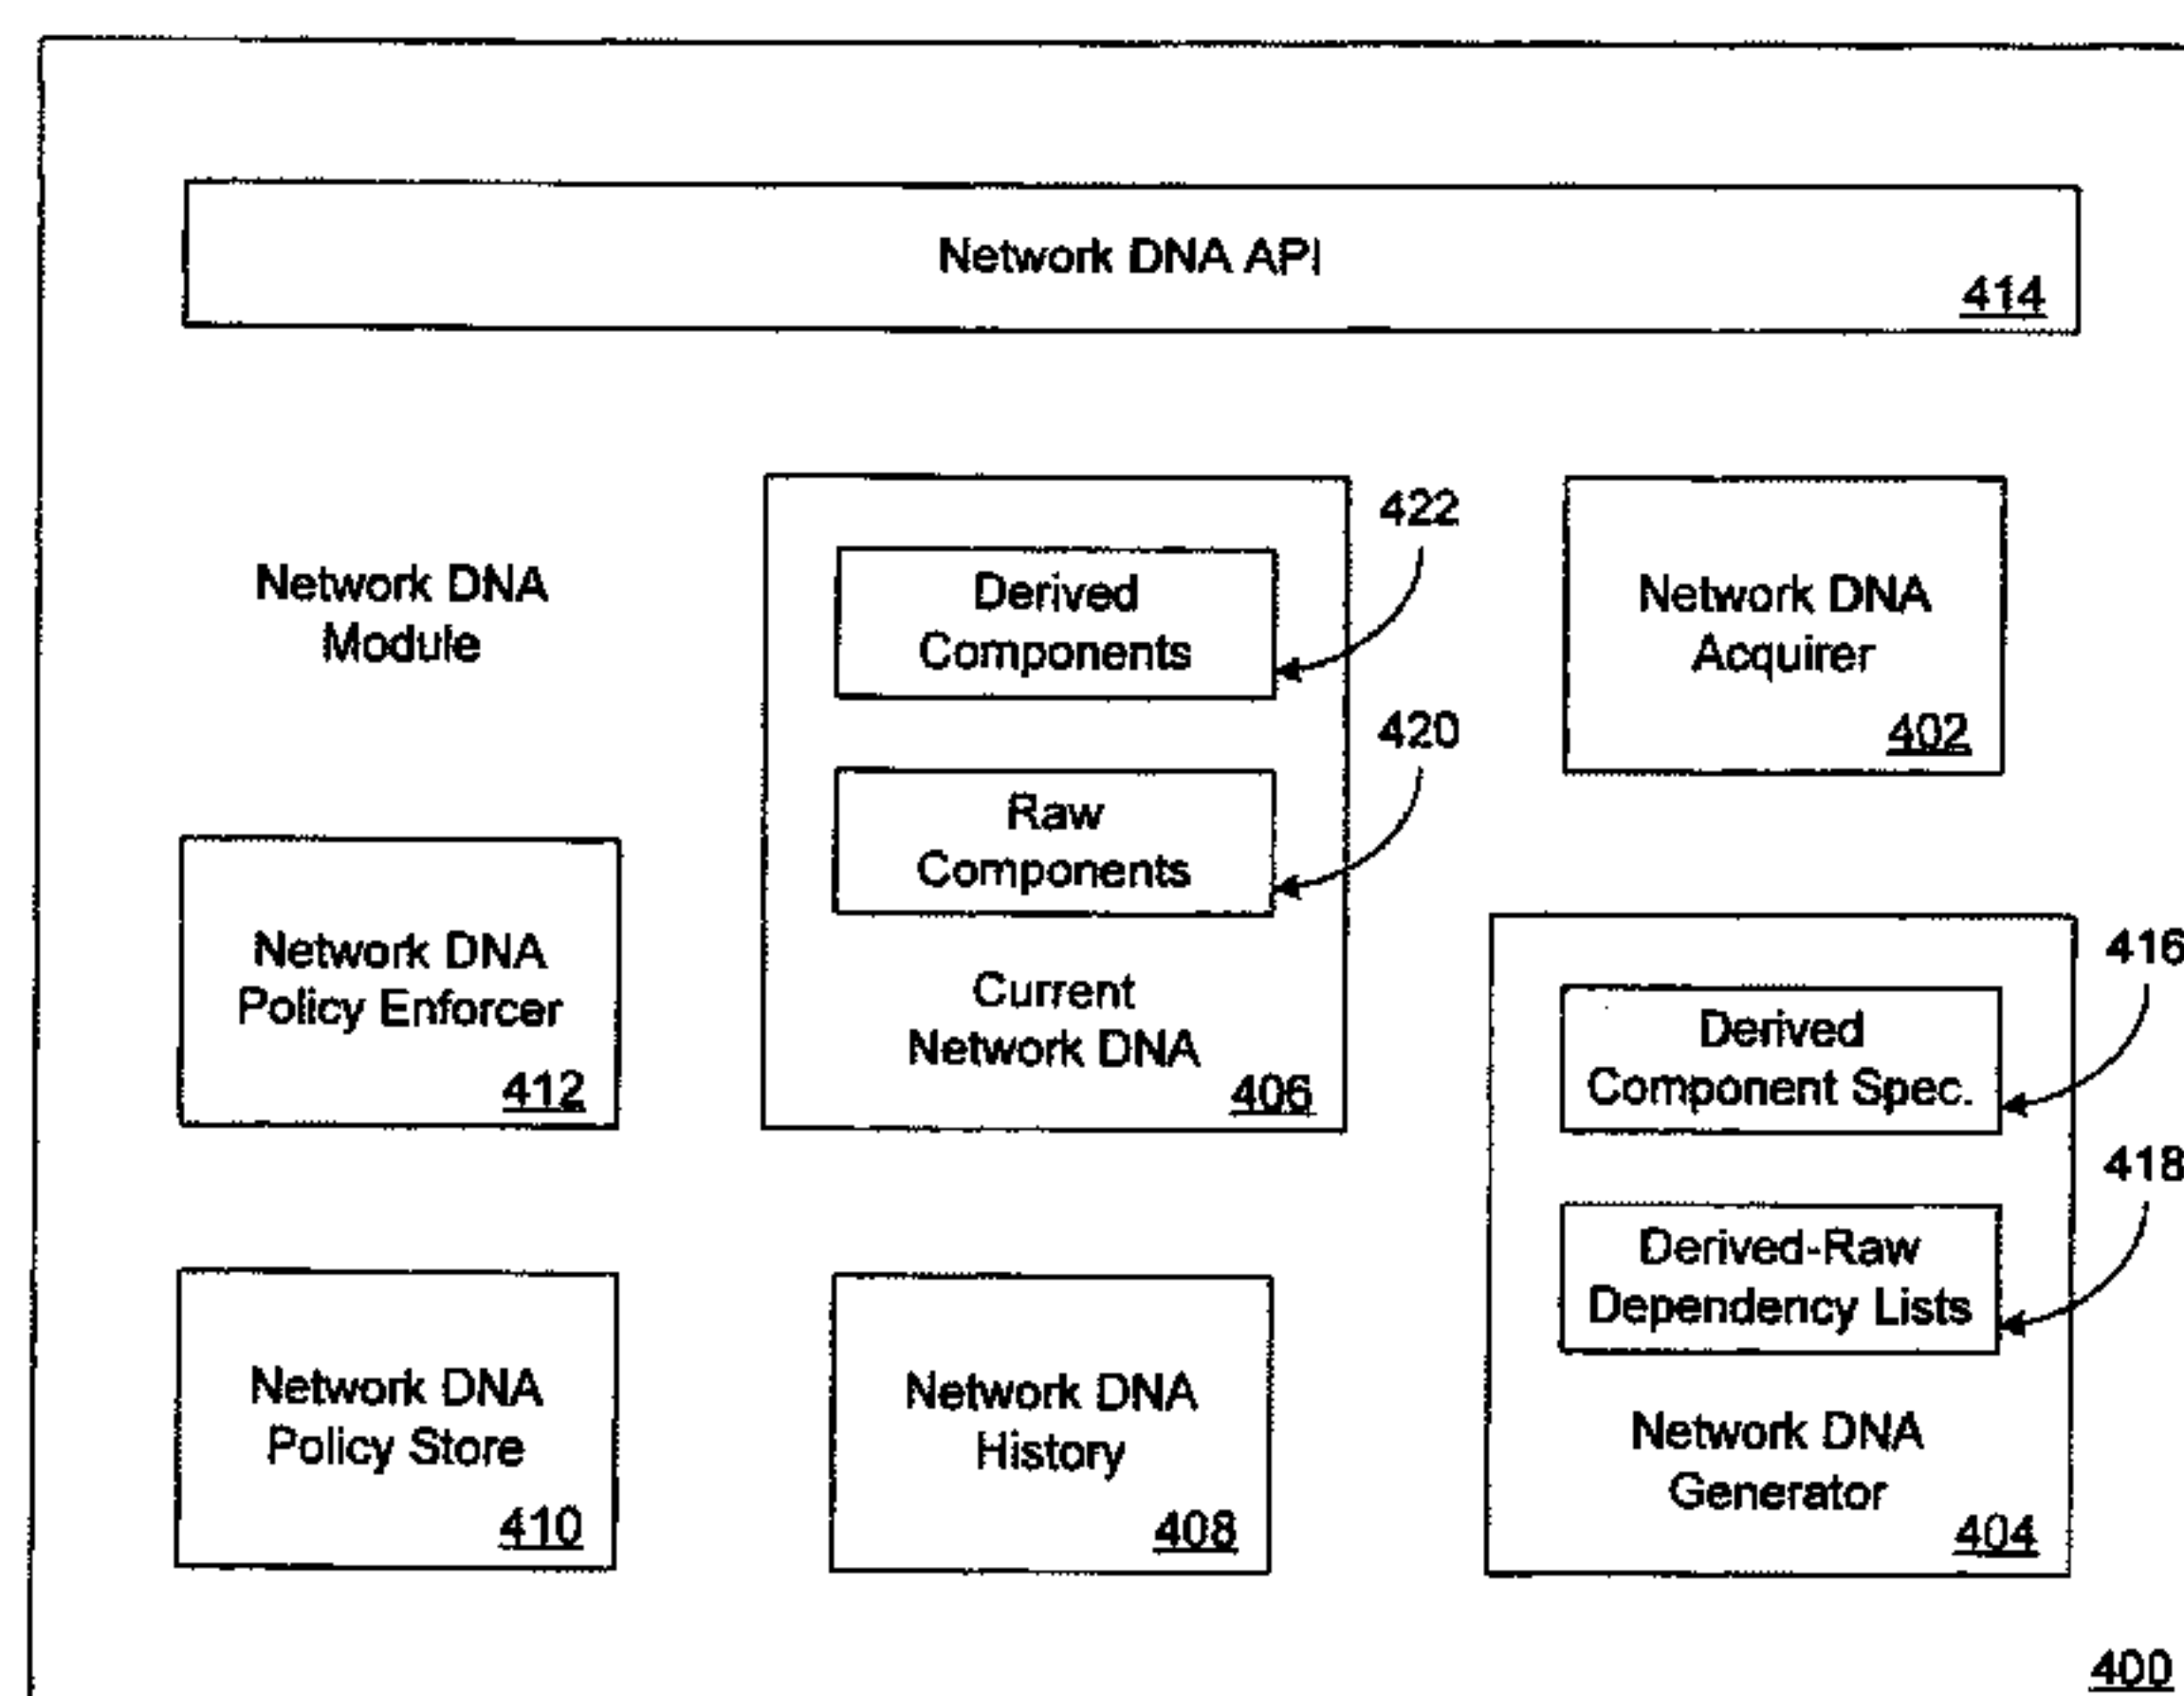 Network DNA API
414
Network DNA
Module
Derived
Components
422
Raw
Components
420
Current
Network DNA
406
Network DNA
Acquirer
402
Network DNA
Policy Enforcer
412
Derived
Component Spec.
416
Derived-Raw
Dependency Lists
418
Network DNA
Generator
404
Network DNA
Policy Store
410
Network DNA
History
408
400